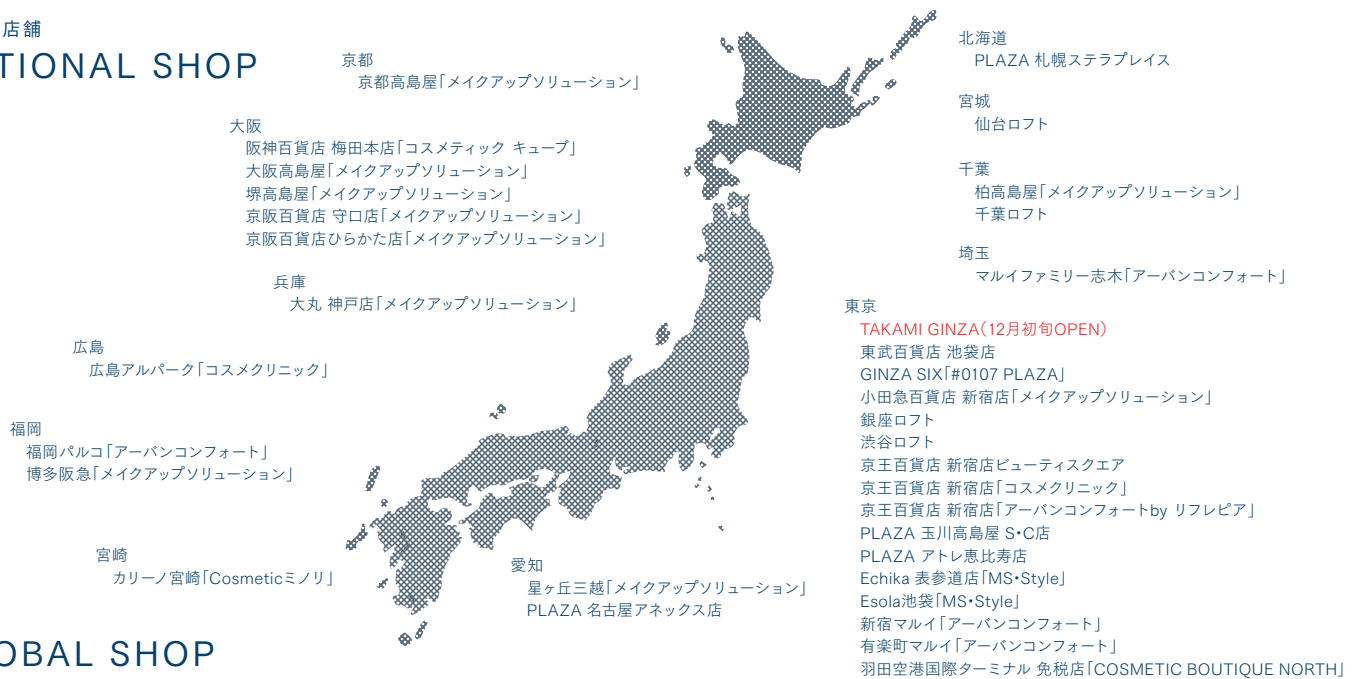 店舗
TIONAL SHOP
京都
京都高島屋「メイクアップソリューション」
大阪
阪神百貨店 梅田本店「コスメティック キューブ」
大阪高島屋「メイクアップソリューション」
堺高島屋「メイクアップソリューション」
京阪百貨店 守口店「メイクアップソリューション」
京阪百貨店ひらかた店「メイクアップソリューション」
兵庫
大丸 神戸店「メイクアップソリューション」
広島
広島アルパーク「コスメクリニック」
福岡
福岡パルコ「アーバンコンフォート」
博多阪急「メイクアップソリューション」
宮崎
カリーノ宮崎「Cosmeticミノリ」
愛知
星ヶ丘三越「メイクアップソリューション」
PLAZA 名古屋アネックス店
北海道
PLAZA 札幌ステラプレイス
宮城
仙台ロフト
千葉
柏高島屋「メイクアップソリューション」
千葉ロフト
埼玉
マルイファミリー志木「アーバンコンフォート」
東京
TAKAMI GINZA(12月初旬OPEN)
東武百貨店 池袋店
GINZA SIX「#0107 PLAZA」
小田急百貨店 新宿店「メイクアップソリューション」
銀座ロフト
渋谷ロフト
京王百貨店 新宿店ビューティスクエア
京王百貨店 新宿店「コスメクリニック」
京王百貨店 新宿店「アーバンコンフォートby リフレピア」
PLAZA 玉川高島屋 S・C店
PLAZA アトレ恵比寿店
Echika 表参道店「MS・Style」
Esola池袋「MS・Style」
新宿マルイ「アーバンコンフォート」
有楽町マルイ「アーバンコンフォート」
羽田空港国際ターミナル 免税店「COSMETIC BOUTIQUE NORTH」
OBAL SHOP